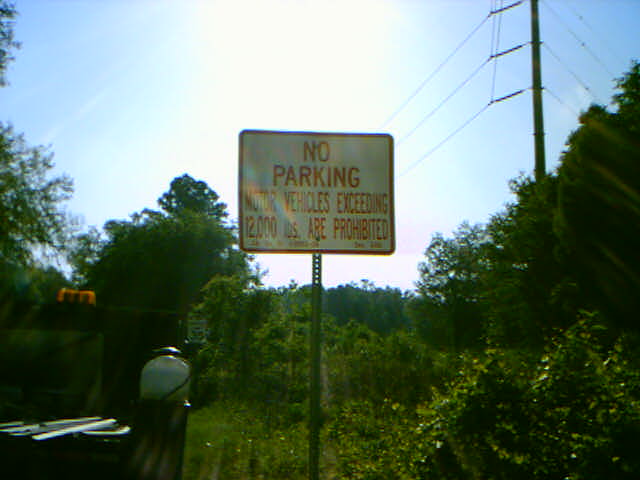 NO
PARKING
MOTOR VEHICLES EXCEEDING
12,000 lbs. ARE PROHIBITED